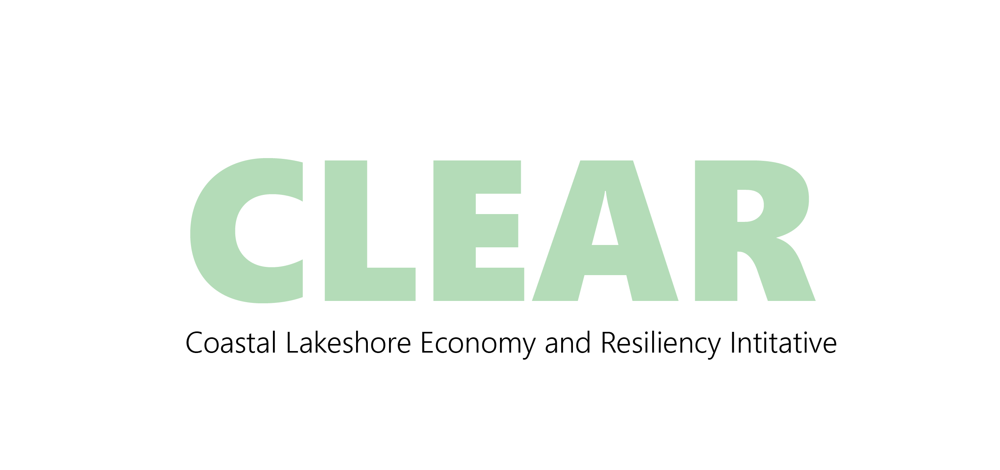 CLEAR
Coastal Lakeshore Economy and Resiliency Intitative